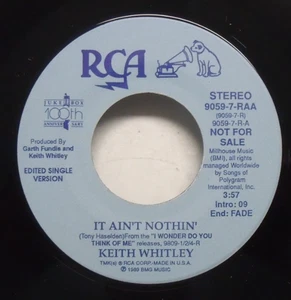 RCA
STEREO
9059-7-RAA
(9059-7-R)
9059-7-R-A
NOT FOR
SALE
JUKE BOX
100th
ANNIVERSARY
Millhouse Music
(BMI), all rights
managed Worldwide
by Songs of
Polygram
International, Inc.
3:57
Intro: 09
End: FADE
Produced By
Garth Fundis and
Keith Whitley
EDITED SINGLE
VERSION
IT AIN'T NOTHIN'
(Tony Haselden) From the "I WONDER DO YOU
THINK OF ME" releases, 9809-1/2/4-R
KEITH WHITLEY
TMK(s) ® RCA CORP. MADE IN U.S.A.
℗ 1989 BMG MUSIC